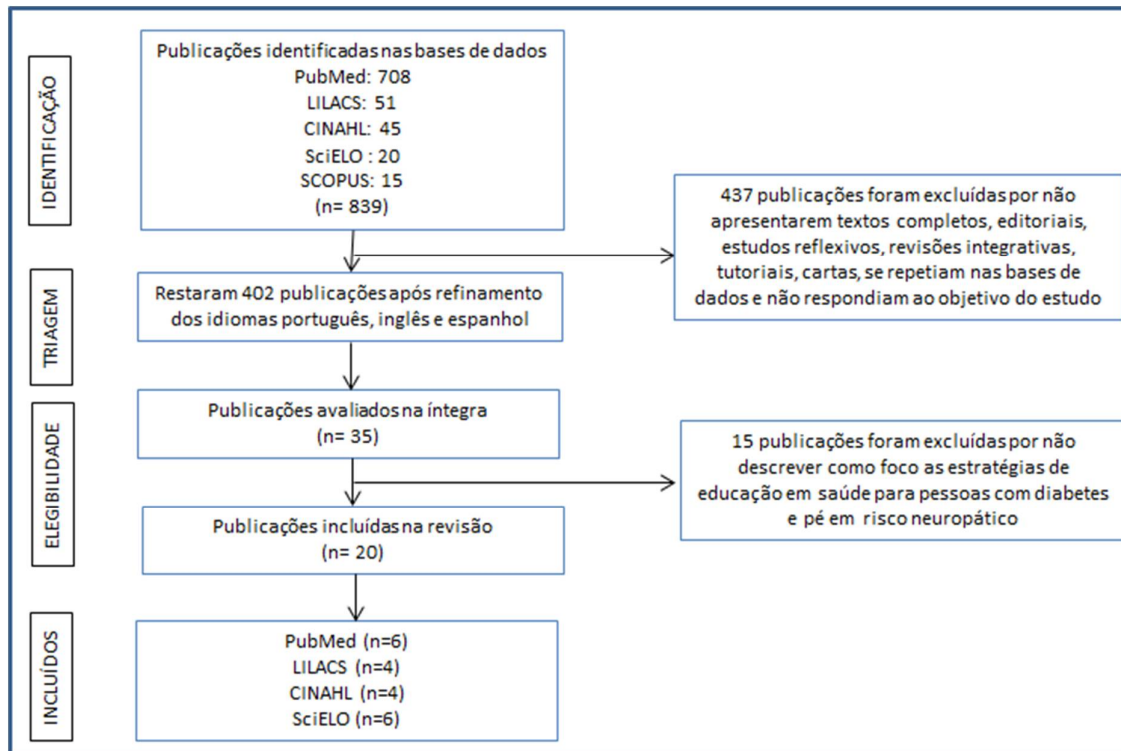 IDENTIFICAÇÃO
Publicações identificadas nas bases de dados
PubMed: 708
LILACS: 51
CINAHL: 45
SciELO : 20
SCOPUS: 15
(n= 839)
437 publicações foram excluídas por não
apresentarem textos completos, editoriais,
estudos reflexivos, revisões integrativas,
tutoriais, cartas, se repetiam nas bases de
dados e não respondiam ao objetivo do estudo
TRIAGEM
Restaram 402 publicações após refinamento
dos idiomas português, inglês e espanhol
ELEGIBILIDADE
Publicações avaliados na íntegra
(n= 35)
15 publicações foram excluídas por não
descrever como foco as estratégias de
educação em saúde para pessoas com diabetes
e pé em risco neuropático
Publicações incluídas na revisão
(n= 20)
INCLUÍDOS
PubMed (n=6)
LILACS (n=4)
CINAHL (n=4)
SciELO (n=6)